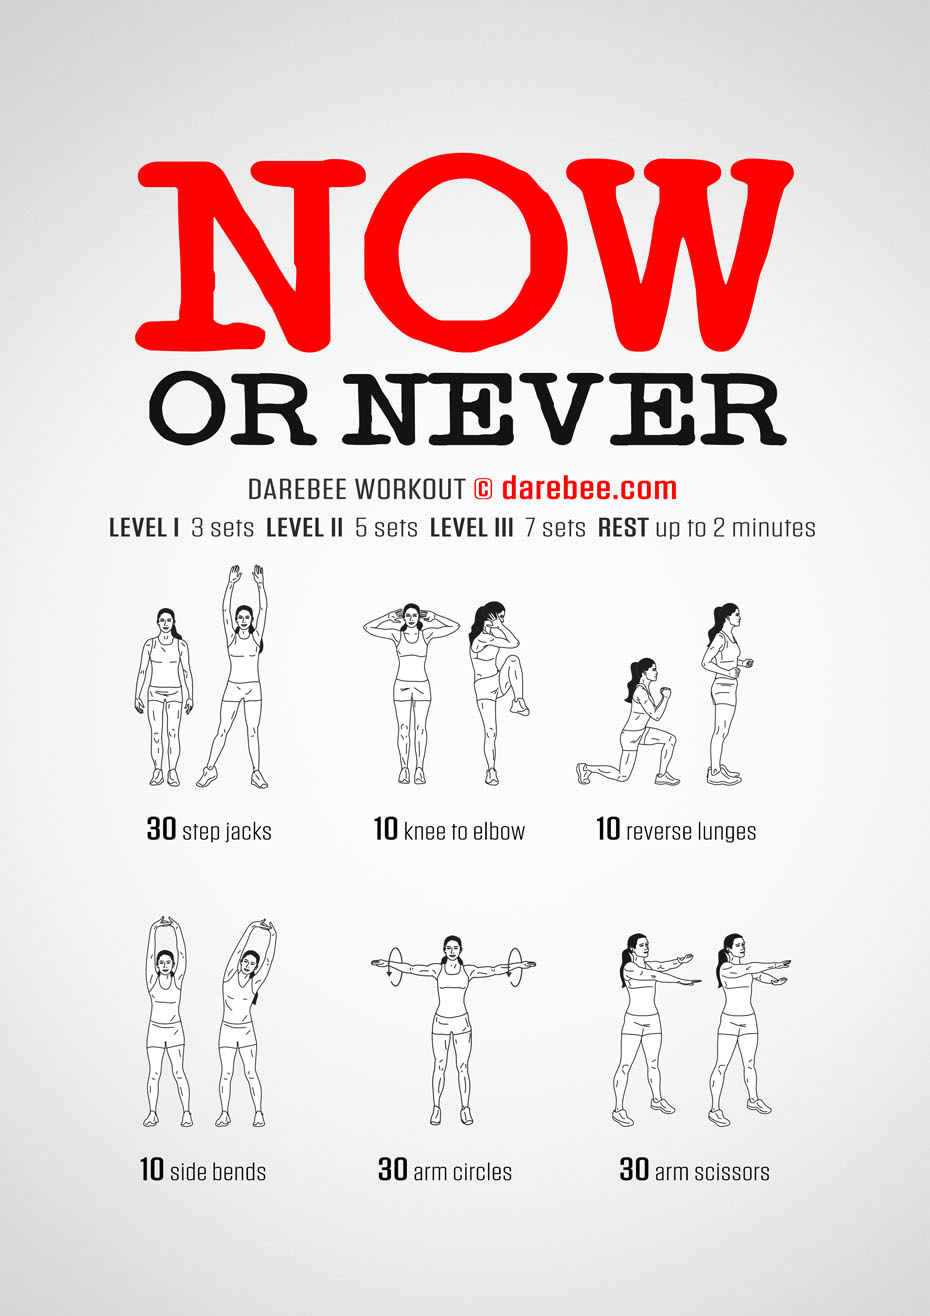 NOW
OR NEVER
DAREBEE WORKOUT © darebee.com
LEVEL I 3 sets LEVEL II 5 sets LEVEL III 7 sets REST up to 2 minutes
30 step jacks
10 knee to elbow
10 reverse lunges
10 side bends
30 arm circles
30 arm scissors